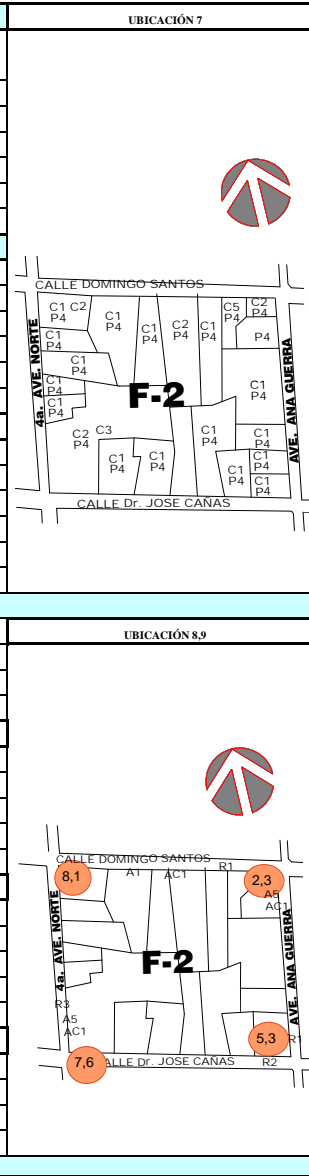 UBICACIÓN 7
CALLE DOMINGO SANTOS
C1 C2
P4
C1
P4
C1
P4
C2
P4
C1
P4
C5
P4
C2
P4
P4
C1
P4
C1
P4
C1
P4
C1
P4
C1
P4
4a. AVE. NORTE
F-2
AVE. ANA GUERRA
C2 C3
P4
C1
P4
C1
P4
C1
P4
C1
P4
C1
P4
C1
P4
C1
P4
CALLE Dr. JOSE CAÑAS
UBICACIÓN 8,9
CALLE DOMINGO SANTOS
8,1
A1
AC1
R1
2,3
A5
AC1
4a. AVE. NORTE
F-2
AVE. ANA GUERRA
R3
A5
AC1
5,3
R1
7,6
ALLE Dr. JOSE CAÑAS
R2